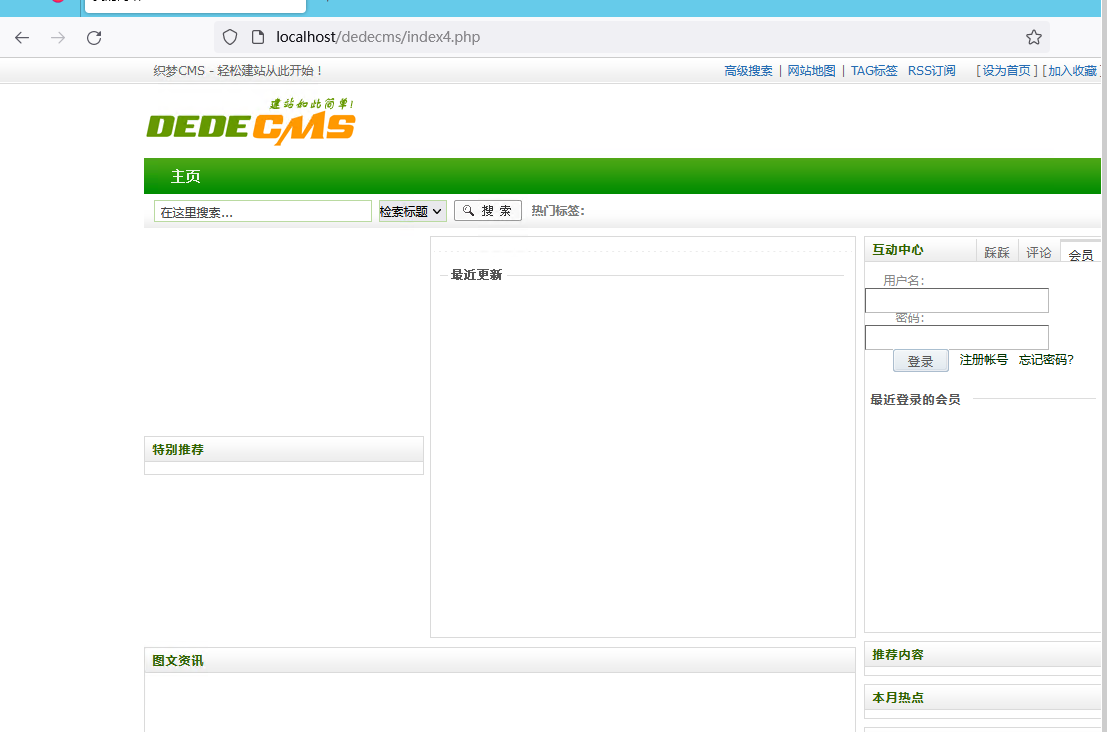 localhost/dedecms/index4.php
织梦CMS - 轻松建站从此开始！
高级搜索 | 网站地图 | TAG标签 RSS订阅 [设为首页] [加入收藏]
建站如此简单!
DEDECMS
主页
在这里搜索... 检索标题 搜 索 热门标签:
互动中心 踩踩 评论 会员
用户名:
密码:
登录 注册帐号 忘记密码?
最近登录的会员
最近更新
特别推荐
图文资讯
推荐内容
本月热点